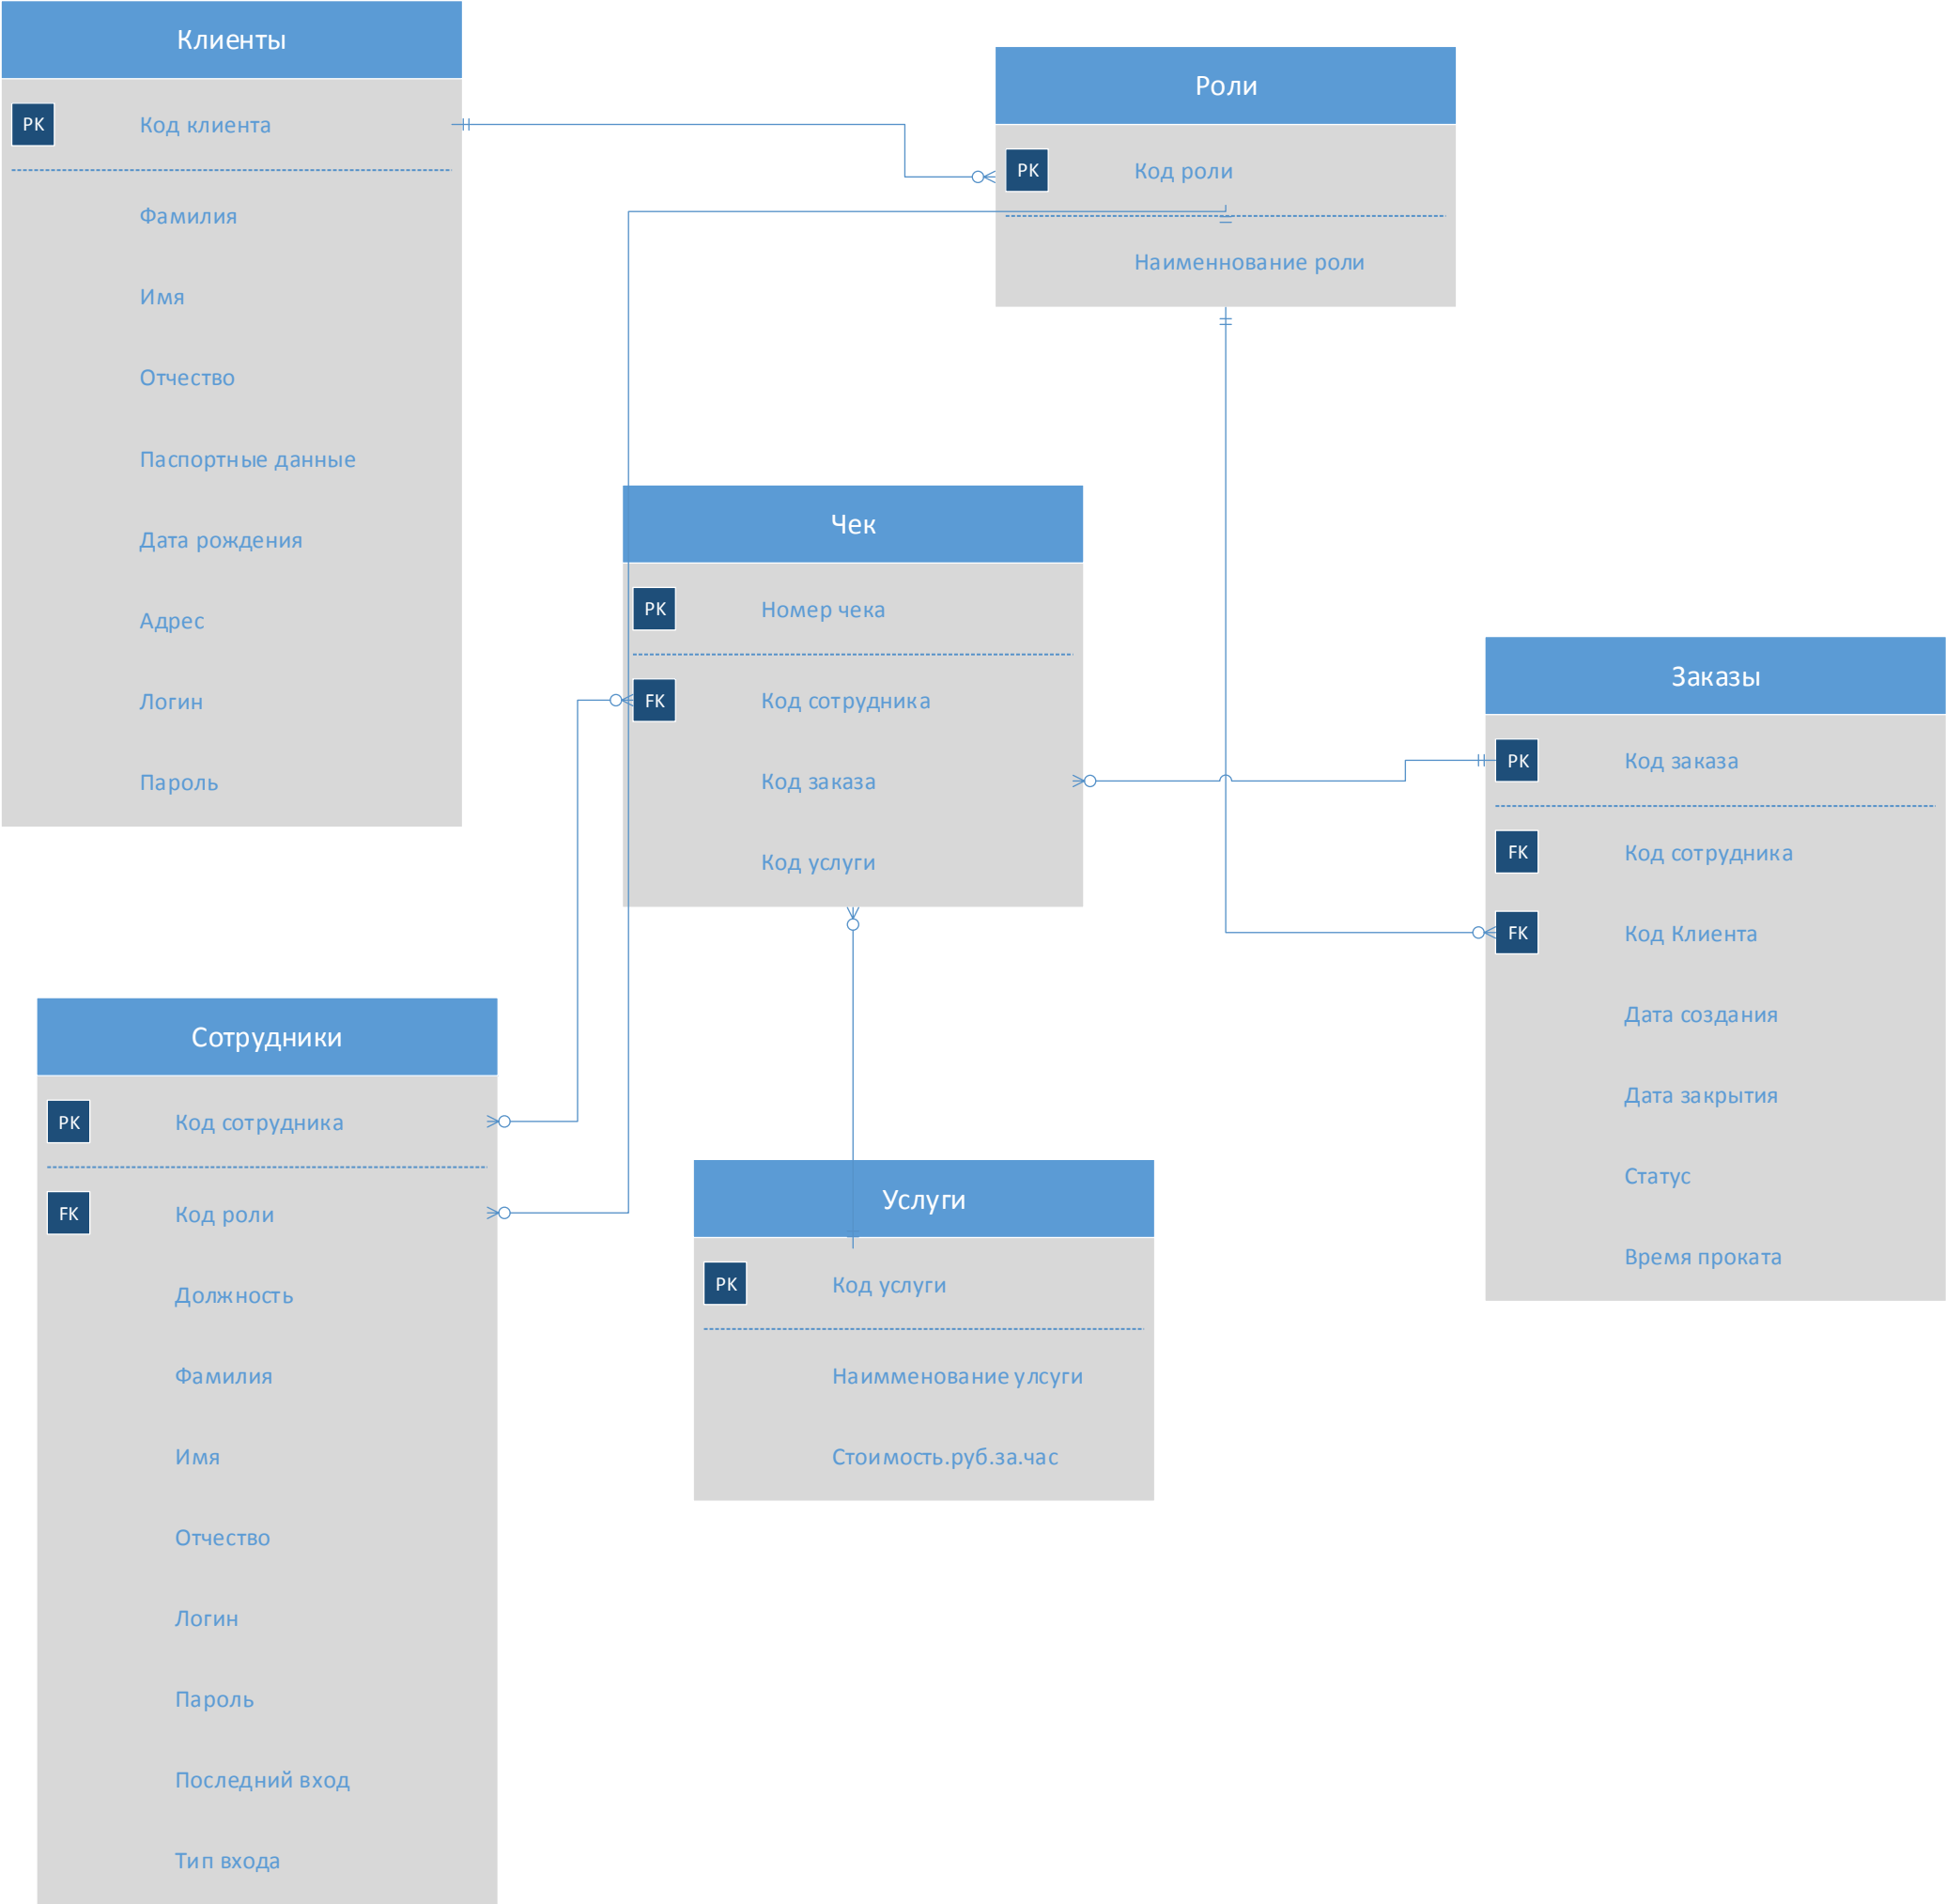 Клиенты
PK Код клиента
Фамилия
Имя
Отчество
Паспортные данные
Дата рождения
Адрес
Логин
Пароль
Роли
PK Код роли
Наименнование роли
Чек
PK Номер чека
FK Код сотрудника
Код заказа
Код услуги
Заказы
PK Код заказа
FK Код сотрудника
FK Код Клиента
Дата создания
Дата закрытия
Статус
Время проката
Сотрудники
PK Код сотрудника
FK Код роли
Должность
Фамилия
Имя
Отчество
Логин
Пароль
Последний вход
Тип входа
Услуги
PK Код услуги
Наимменование улсуги
Стоимость.руб.за.час